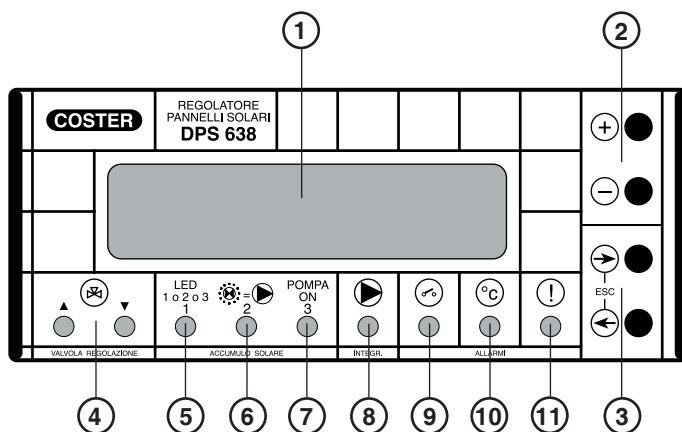 1
2
COSTER
REGOLATORE
PANNELLI SOLARI
DPS 638
+
−
ESC
LED
1 o 2 o 3
1
=
2
POMPA
ON
3
°C
!
VALVOLA REGOLAZIONE
ACCUMULO SOLARE
INTEGR.
ALLARMI
4
5
6
7
8
9
10
11
3